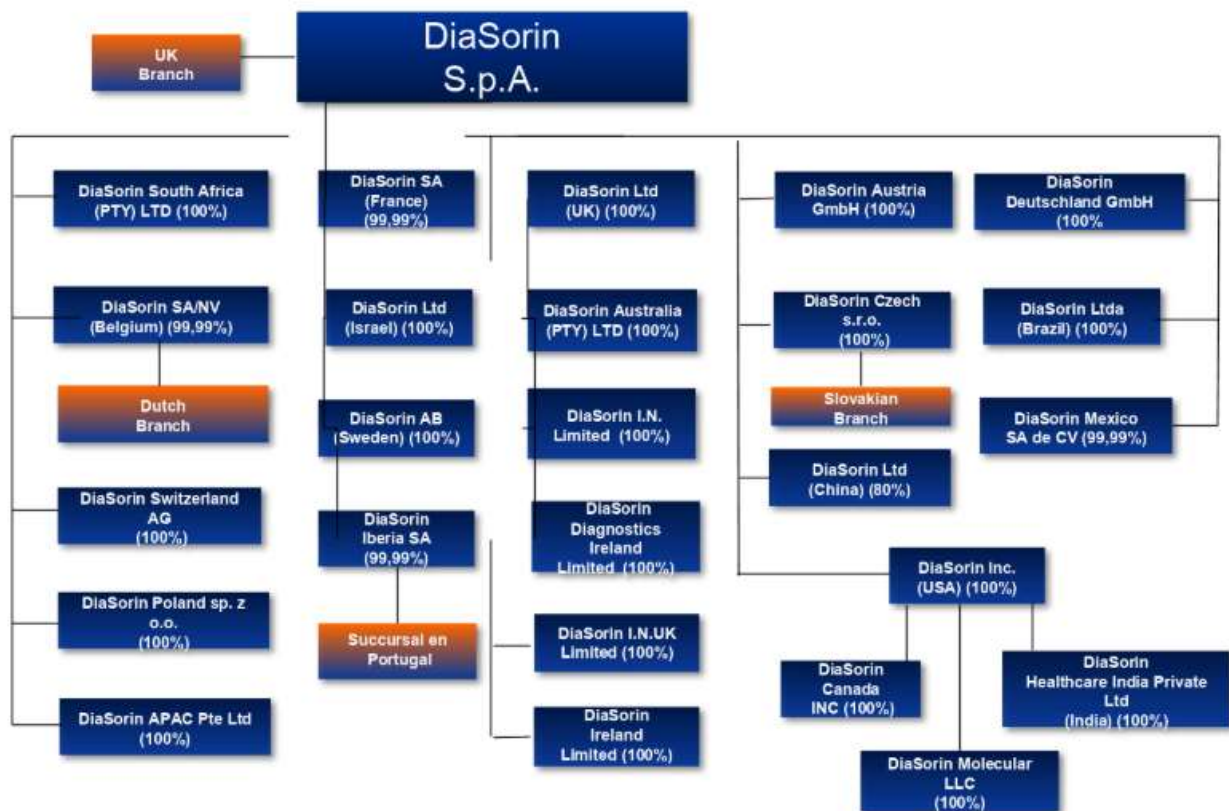 DiaSorin
S.p.A.
UK
Branch
DiaSorin South Africa
(PTY) LTD (100%)
DiaSorin SA
(France)
(99,99%)
DiaSorin Ltd
(UK) (100%)
DiaSorin Austria
GmbH (100%)
DiaSorin
Deutschland GmbH
(100%
DiaSorin SA/NV
(Belgium) (99,99%)
DiaSorin Ltd
(Israel) (100%)
DiaSorin Australia
(PTY) LTD (100%)
DiaSorin Czech
s.r.o.
(100%)
DiaSorin Ltda
(Brazil) (100%)
Dutch
Branch
DiaSorin AB
(Sweden) (100%)
DiaSorin I.N.
Limited (100%)
Slovakian
Branch
DiaSorin Mexico
SA de CV (99,99%)
DiaSorin Ltd
(China) (80%)
DiaSorin Switzerland
AG
(100%)
DiaSorin
Iberia SA
(99,99%)
DiaSorin
Diagnostics
Ireland
Limited (100%)
DiaSorin Inc.
(USA) (100%)
DiaSorin Poland sp. z
o.o.
(100%)
Succursal en
Portugal
DiaSorin I.N.UK
Limited (100%)
DiaSorin
Canada
INC (100%)
DiaSorin
Healthcare India Private
Ltd
(India) (100%)
DiaSorin APAC Pte Ltd
(100%)
DiaSorin
Ireland
Limited (100%)
DiaSorin Molecular
LLC
(100%)